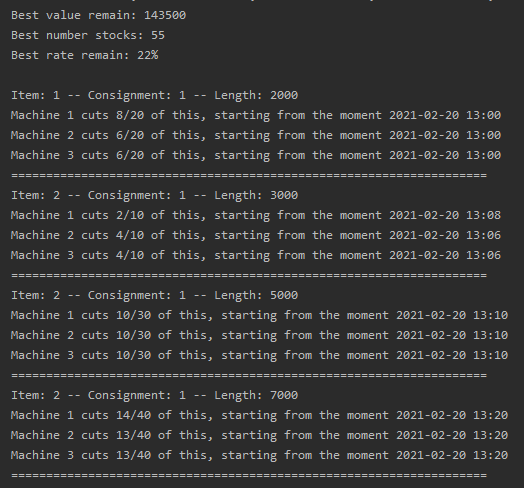 Best value remain: 143500
Best number stocks: 55
Best rate remain: 22%
Item: 1 -- Consignment: 1 -- Length: 2000
Machine 1 cuts 8/20 of this, starting from the moment 2021-02-20 13:00
Machine 2 cuts 6/20 of this, starting from the moment 2021-02-20 13:00
Machine 3 cuts 6/20 of this, starting from the moment 2021-02-20 13:00
====================================================================
Item: 2 -- Consignment: 1 -- Length: 3000
Machine 1 cuts 2/10 of this, starting from the moment 2021-02-20 13:08
Machine 2 cuts 4/10 of this, starting from the moment 2021-02-20 13:06
Machine 3 cuts 4/10 of this, starting from the moment 2021-02-20 13:06
====================================================================
Item: 2 -- Consignment: 1 -- Length: 5000
Machine 1 cuts 10/30 of this, starting from the moment 2021-02-20 13:10
Machine 2 cuts 10/30 of this, starting from the moment 2021-02-20 13:10
Machine 3 cuts 10/30 of this, starting from the moment 2021-02-20 13:10
====================================================================
Item: 2 -- Consignment: 1 -- Length: 7000
Machine 1 cuts 14/40 of this, starting from the moment 2021-02-20 13:20
Machine 2 cuts 13/40 of this, starting from the moment 2021-02-20 13:20
Machine 3 cuts 13/40 of this, starting from the moment 2021-02-20 13:20
====================================================================